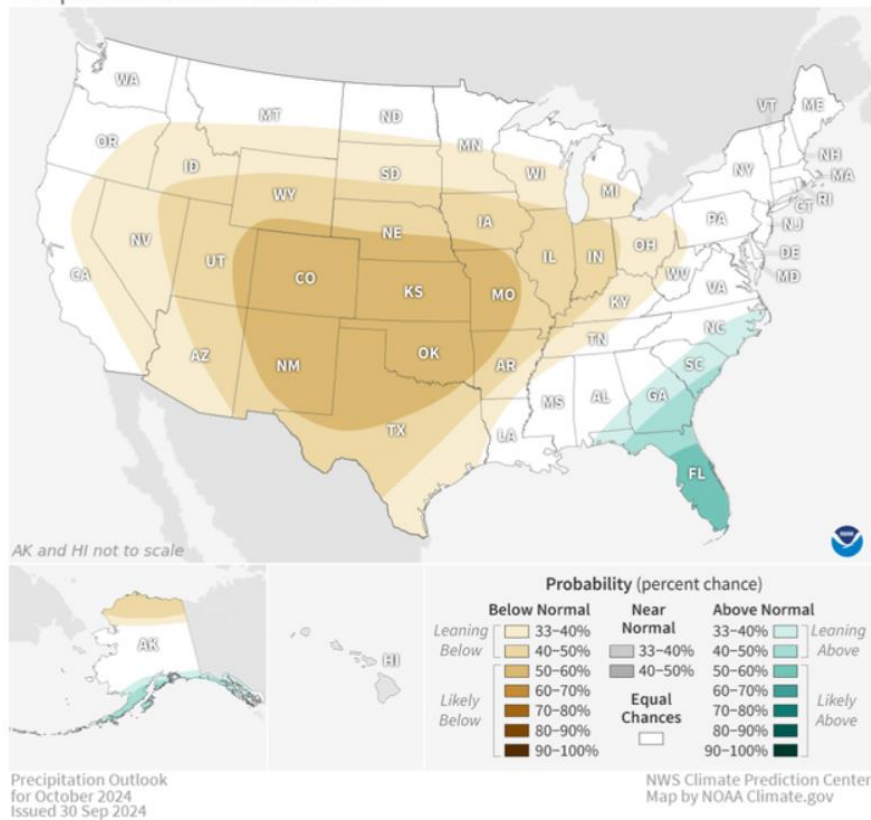 WA
MT
ND
MN
VT
ME
OR
ID
SD
WI
MI
NY
NH
MA
WY
IA
PA
CT
RI
NJ
NV
NE
IL
IN
OH
DE
UT
CO
KS
MO
WV
MD
CA
KY
VA
AZ
NM
OK
AR
TN
NC
SC
TX
LA
MS
AL
GA
FL
AK and HI not to scale
AK
HI
Probability (percent chance)
Below Normal
Near Normal
Above Normal
Leaning Below
33–40%
40–50%
Likely Below
50–60%
60–70%
70–80%
80–90%
90–100%
33–40%
40–50%
Equal Chances
33–40%
40–50%
Leaning Above
50–60%
60–70%
70–80%
80–90%
90–100%
Likely Above
Precipitation Outlook
for October 2024
Issued 30 Sep 2024
NWS Climate Prediction Center
Map by NOAA Climate.gov